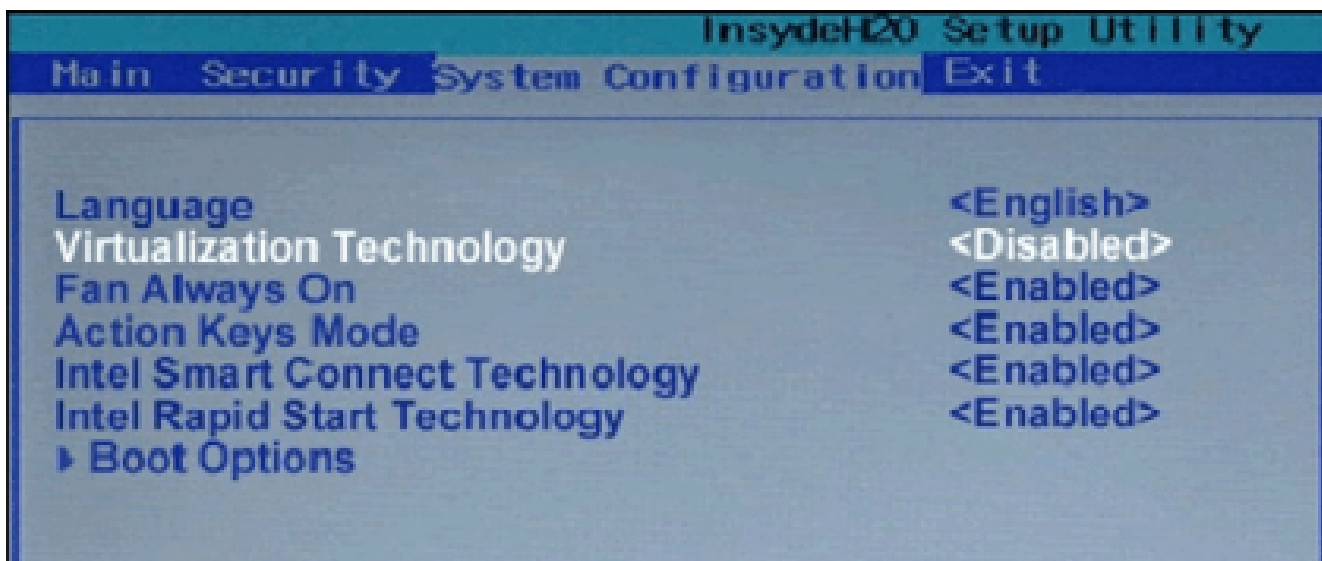 InsydeH20 Setup Utility
Main Security System Configuration Exit
Language <English>
Virtualization Technology <Disabled>
Fan Always On <Enabled>
Action Keys Mode <Enabled>
Intel Smart Connect Technology <Enabled>
Intel Rapid Start Technology <Enabled>
Boot Options